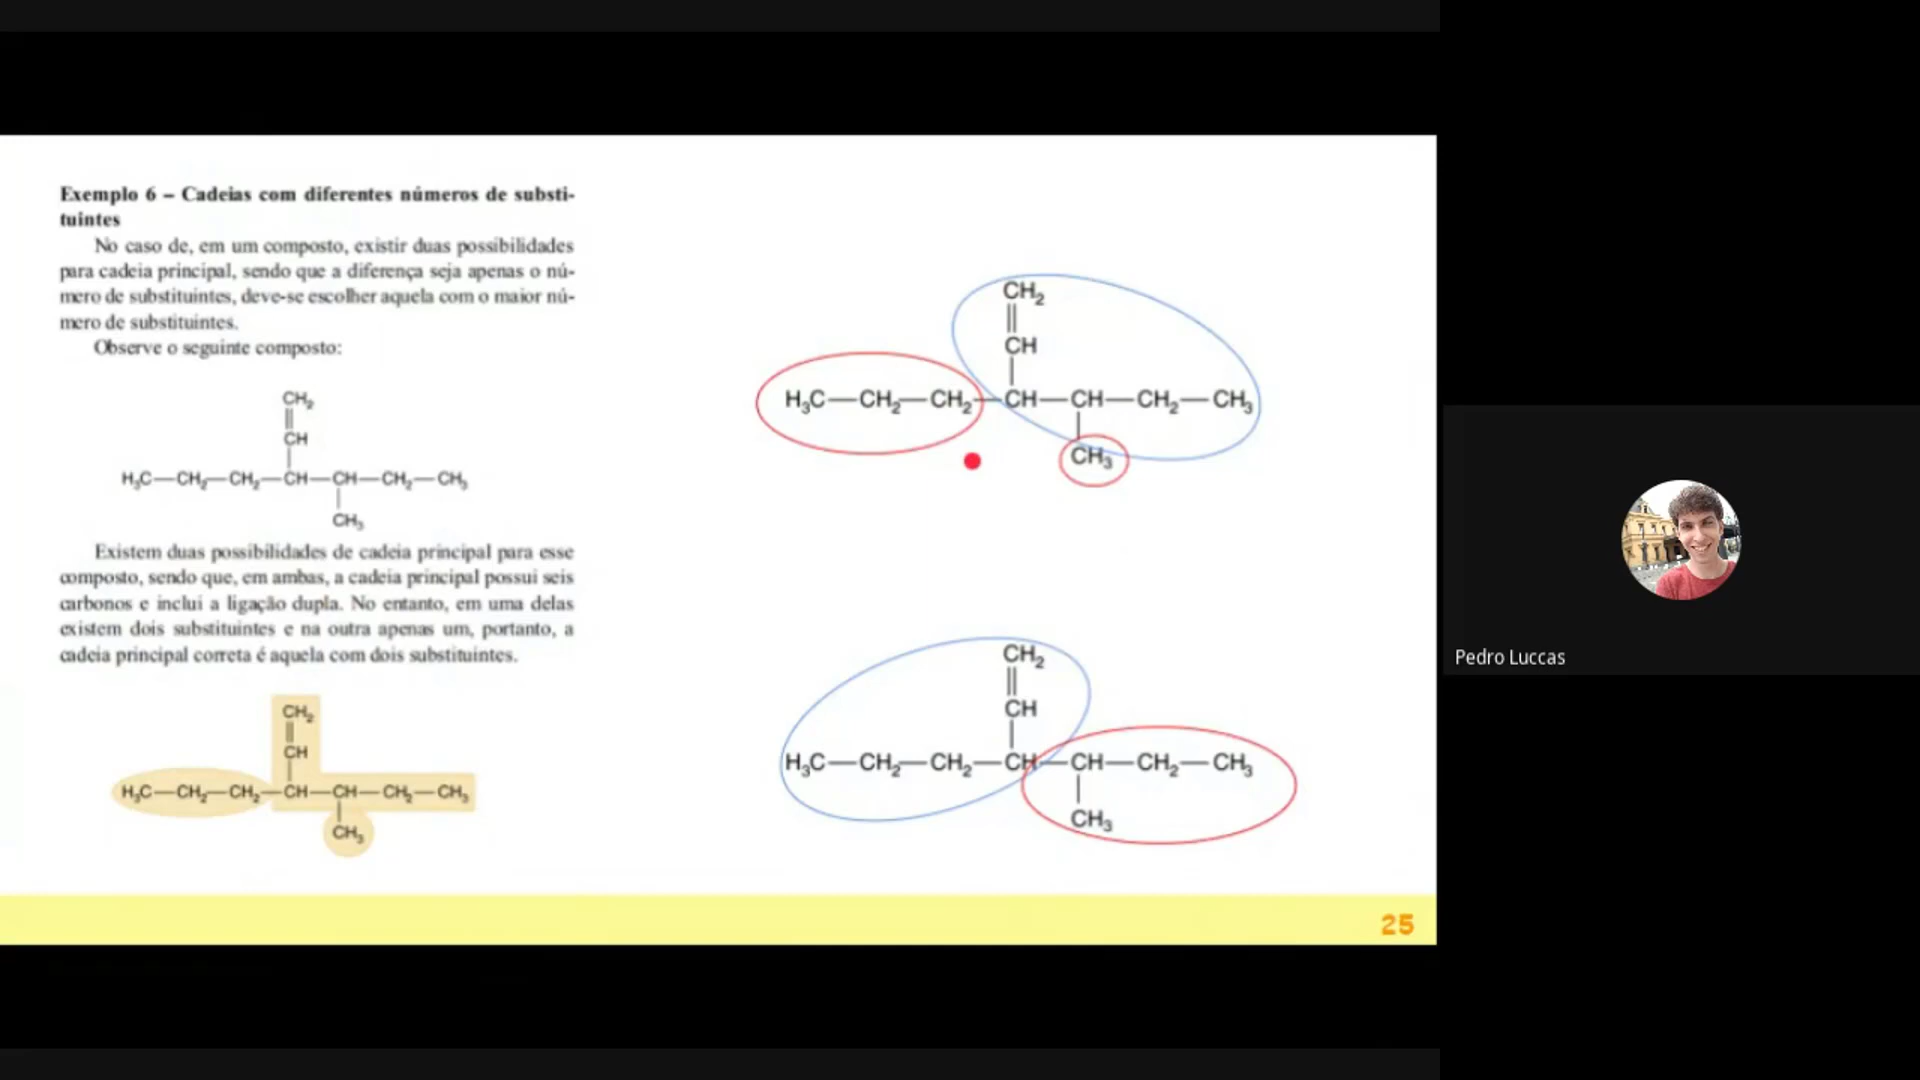 Exemplo 6 – Cadeias com diferentes números de substi-
tuintes
No caso de, em um composto, existir duas possibilidades
para cadeia principal, sendo que a diferença seja apenas o nú-
mero de substituintes, deve-se escolher aquela com o maior nú-
mero de substituintes.
Observe o seguinte composto:
CH₂
CH
H₃C—CH₂—CH₂—CH—CH—CH₂—CH₃
CH₃
Existem duas possibilidades de cadeia principal para esse
composto, sendo que, em ambas, a cadeia principal possui seis
carbonos e inclui a ligação dupla. No entanto, em uma delas
existem dois substituintes e na outra apenas um, portanto, a
cadeia principal correta é aquela com dois substituintes.
CH₂
CH
H₃C—CH₂—CH₂—CH—CH—CH₂—CH₃
CH₃
CH₂
CH
H₃C—CH₂—CH₂—CH—CH—CH₂—CH₃
CH₃
CH₂
CH
H₃C—CH₂—CH₂—CH—CH—CH₂—CH₃
CH₃
25
Pedro Luccas